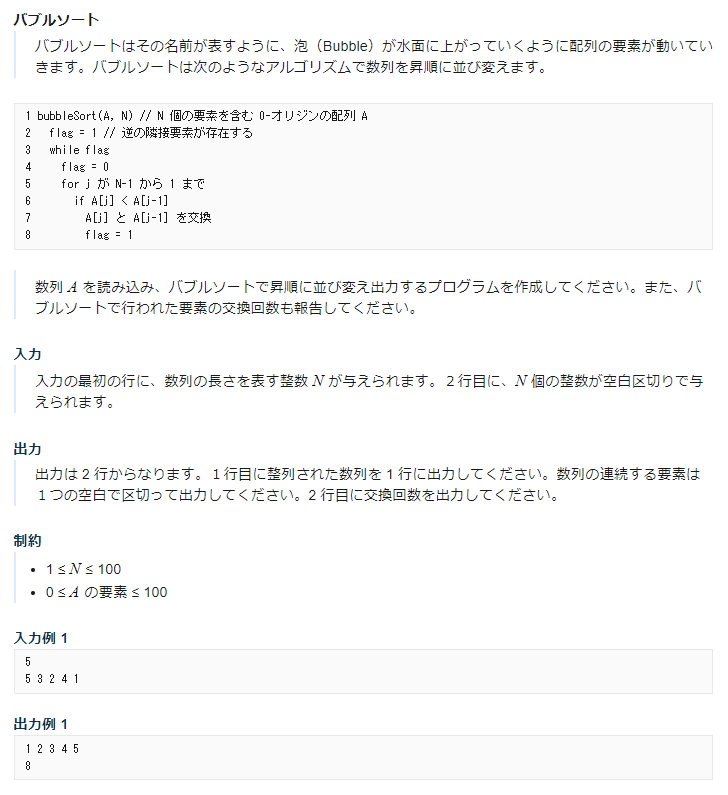 バブルソート
バブルソートはその名前が表すように、泡（Bubble）が水面に上がっていくように配列の要素が動いてい
きます。バブルソートは次のようなアルゴリズムで数列を昇順に並び変えます。
1 bubbleSort(A, N) // N 個の要素を含む 0-オリジンの配列 A
2   flag = 1 // 逆の隣接要素が存在する
3   while flag
4     flag = 0
5     for j が N-1 から 1 まで
6       if A[j] < A[j-1]
7         A[j] と A[j-1] を交換
8         flag = 1
数列 A を読み込み、バブルソートで昇順に並び変え出力するプログラムを作成してください。また、バ
ブルソートで行われた要素の交換回数も報告してください。
入力
入力の最初の行に、数列の長さを表す整数 N が与えられます。２行目に、N 個の整数が空白区切りで与
えられます。
出力
出力は 2 行からなります。１行目に整列された数列を 1 行に出力してください。数列の連続する要素は
１つの空白で区切って出力してください。2 行目に交換回数を出力してください。
制約
• 1 ≤ N ≤ 100
• 0 ≤ A の要素 ≤ 100
入力例 1
5
5 3 2 4 1
出力例 1
1 2 3 4 5
8